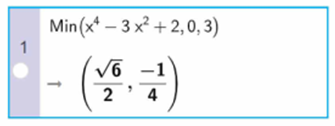 Min(x⁴ – 3 x² + 2, 0, 3)
1
→ (√6/2, –1/4)